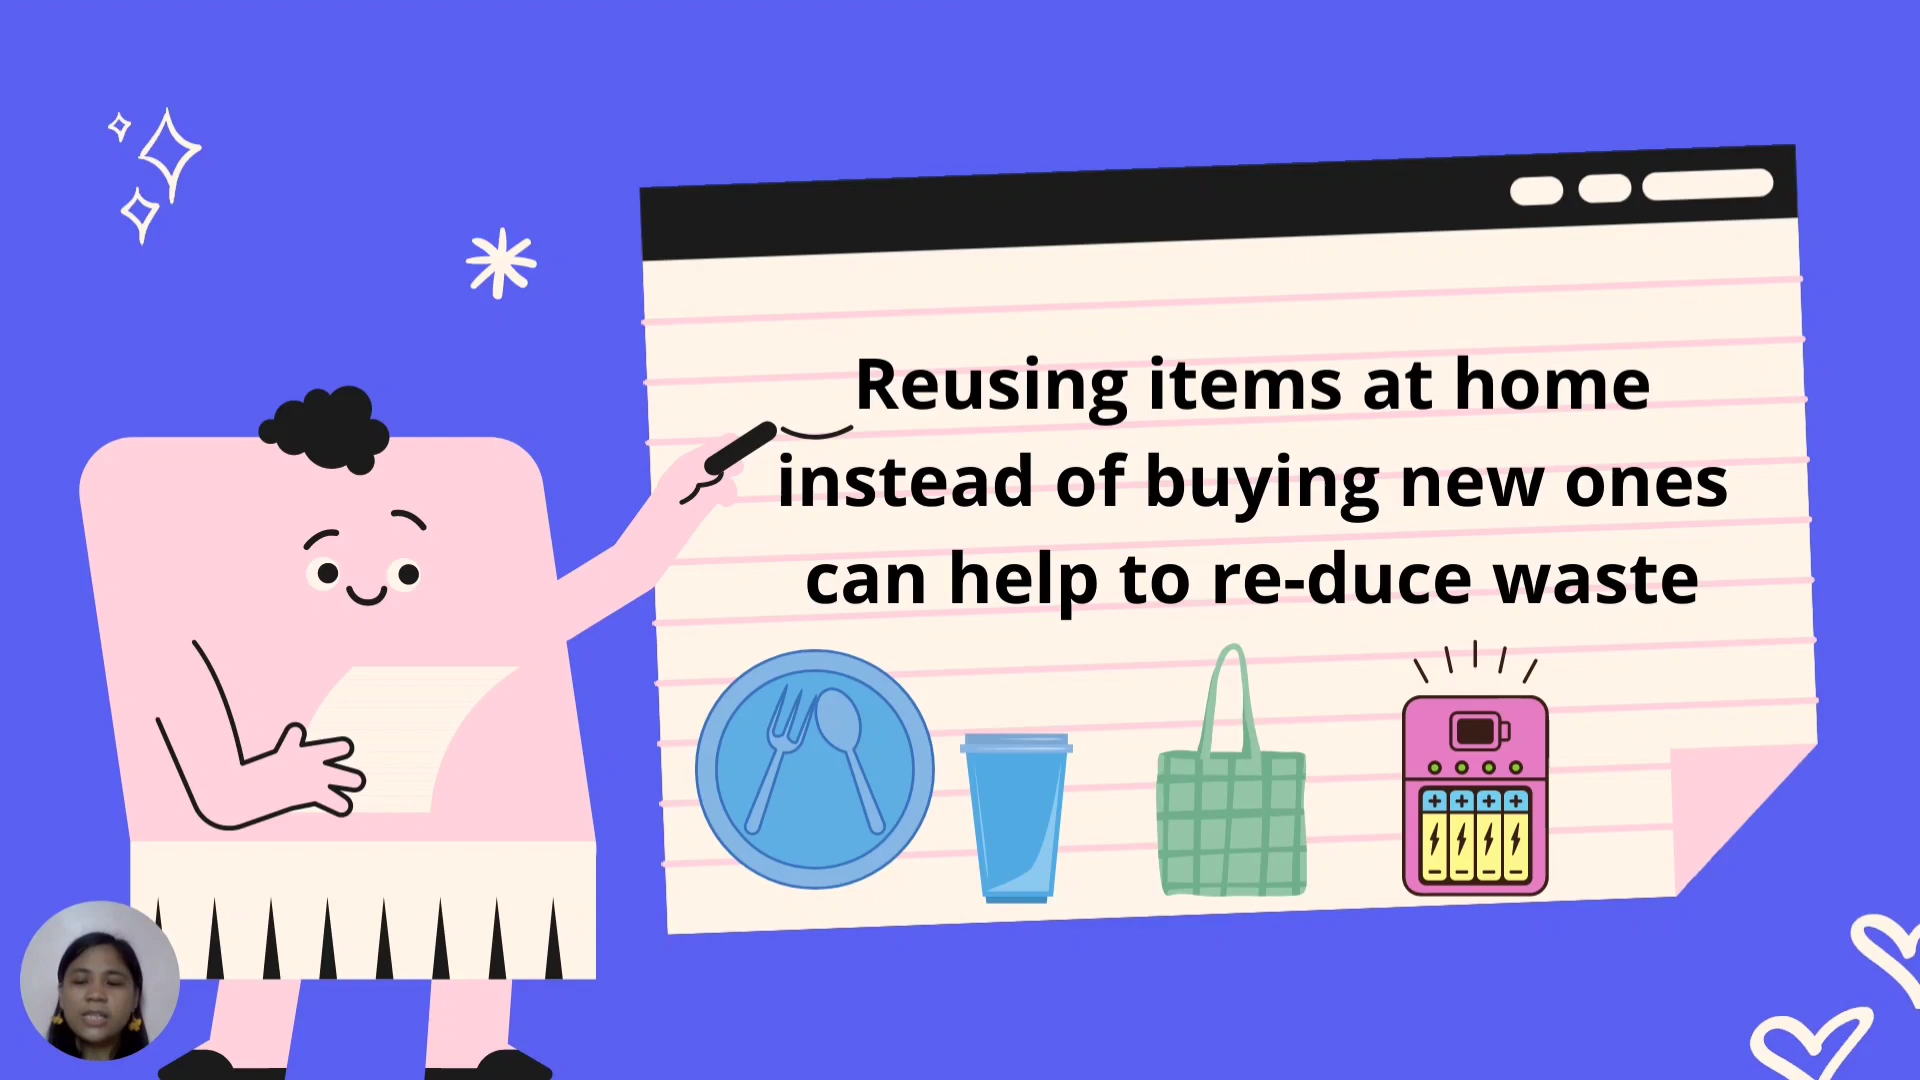 Reusing items at home
instead of buying new ones
can help to re-duce waste